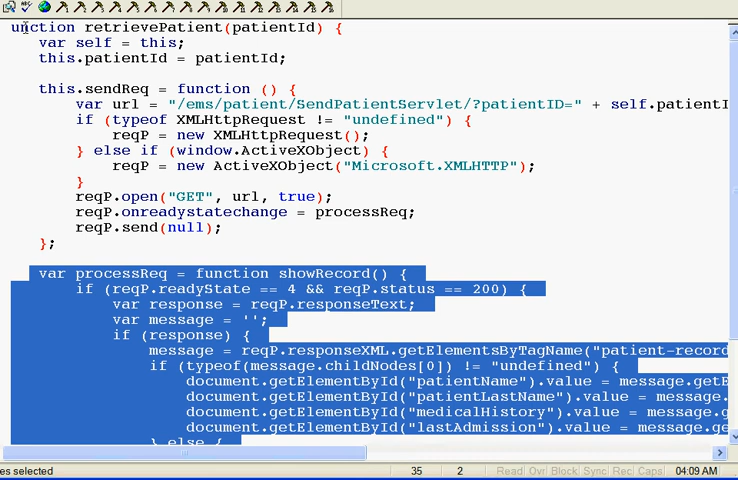 unction retrievePatient(patientId) {
var self = this;
this.patientId = patientId;
this.sendReq = function () {
var url = "/ems/patient/SendPatientServlet/?patientID=" + self.patientI
if (typeof XMLHttpRequest != "undefined") {
reqP = new XMLHttpRequest();
} else if (window.ActiveXObject) {
reqP = new ActiveXObject("Microsoft.XMLHTTP");
}
reqP.open("GET", url, true);
reqP.onreadystatechange = processReq;
reqP.send(null);
};
var processReq = function showRecord() {
if (reqP.readyState == 4 && reqP.status == 200) {
var response = reqP.responseText;
var message = '';
if (response) {
message = reqP.responseXML.getElementsByTagName("patient-record
if (typeof(message.childNodes[0]) != "undefined") {
document.getElementById("patientName").value = message.getE
document.getElementById("patientLastName").value = message.
document.getElementById("medicalHistory").value = message.g
document.getElementById("lastAdmission").value = message.ge
} else {
es selected 35 2 Read Ovr Block Sync Rec Caps 04:09 AM